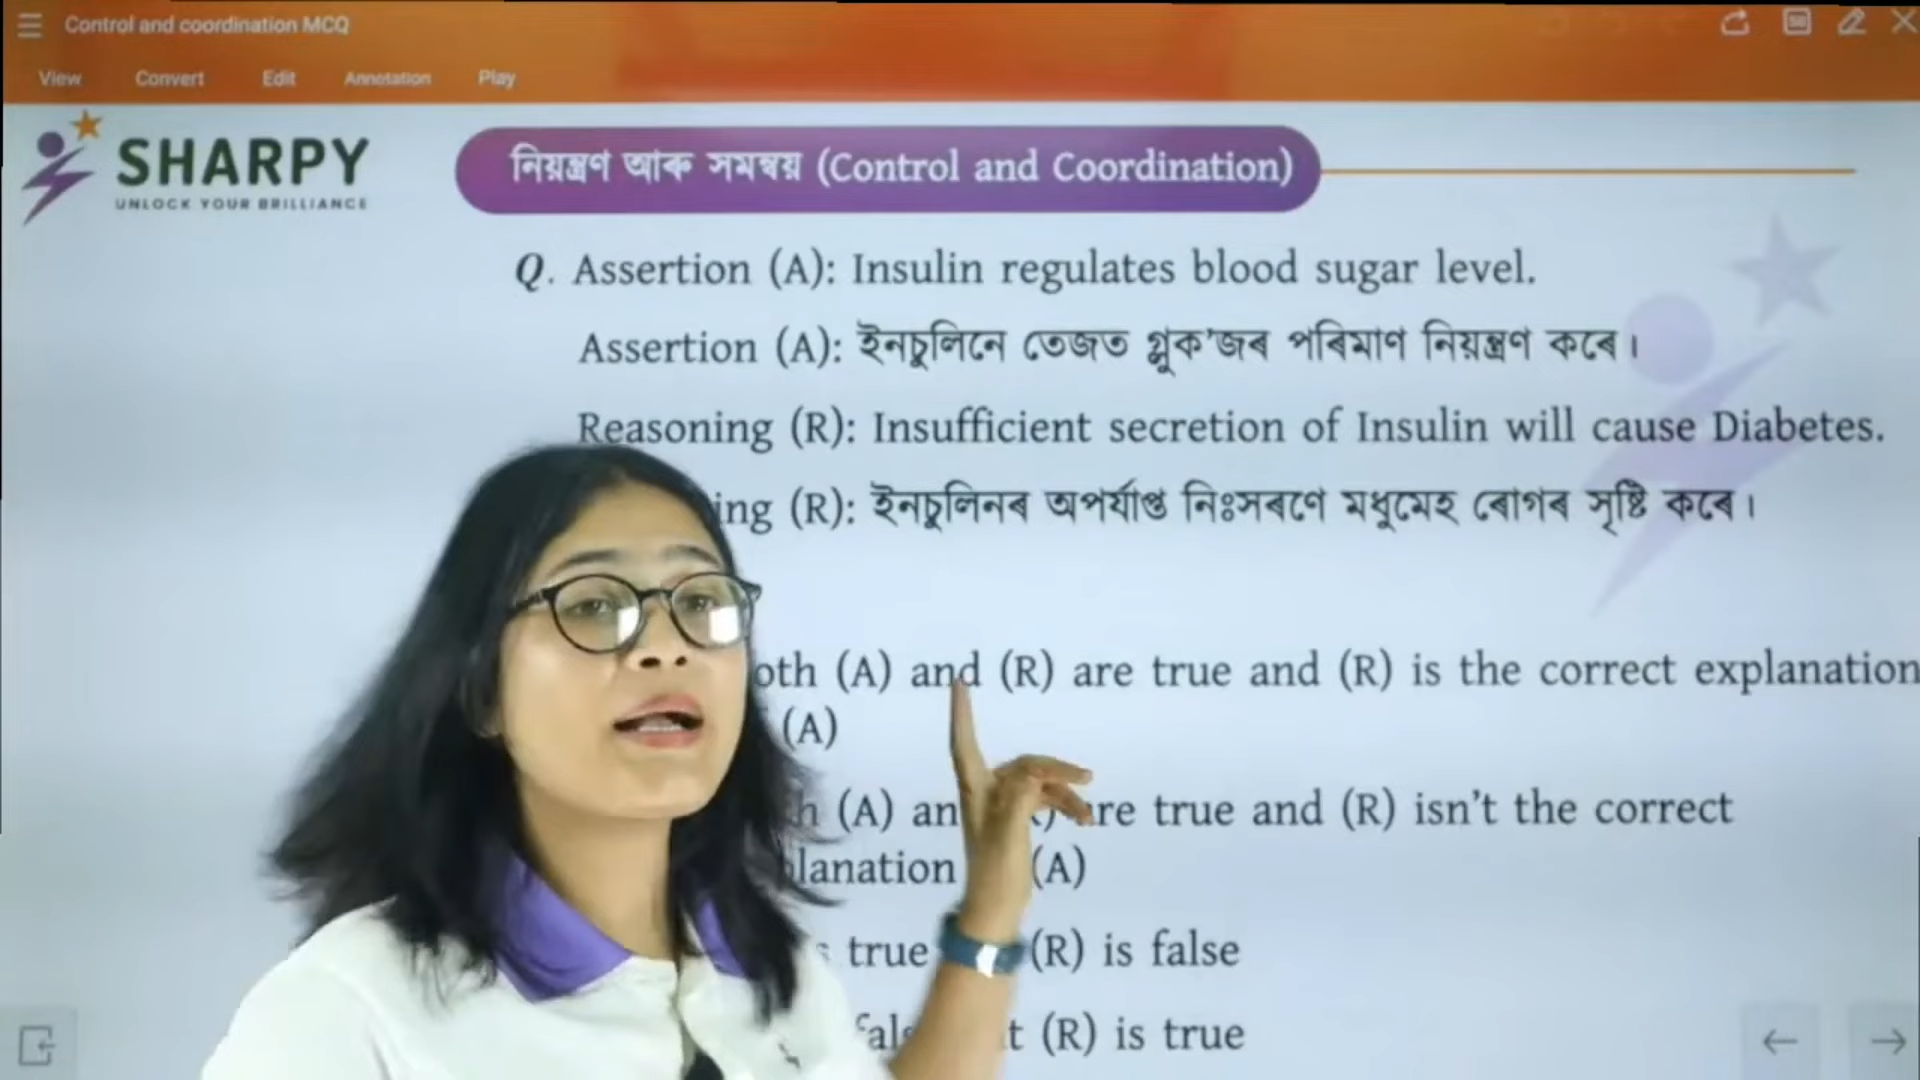 Control and coordination MCQ
View Convert Edit Annotation Play
SHARPY
UNLOCK YOUR BRILLIANCE
নিয়ন্ত্ৰণ আৰু সমন্বয় (Control and Coordination)
Q. Assertion (A): Insulin regulates blood sugar level.
Assertion (A): ইনচুলিনে তেজত গ্লুক'জৰ পৰিমাণ নিয়ন্ত্ৰণ কৰে।
Reasoning (R): Insufficient secretion of Insulin will cause Diabetes.
ing (R): ইনচুলিনৰ অপৰ্যাপ্ত নিঃসৰণে মধুমেহ ৰোগৰ সৃষ্টি কৰে।
oth (A) and (R) are true and (R) is the correct explanation
(A)
(A) an are true and (R) isn't the correct
lanation (A)
true (R) is false
t (R) is true